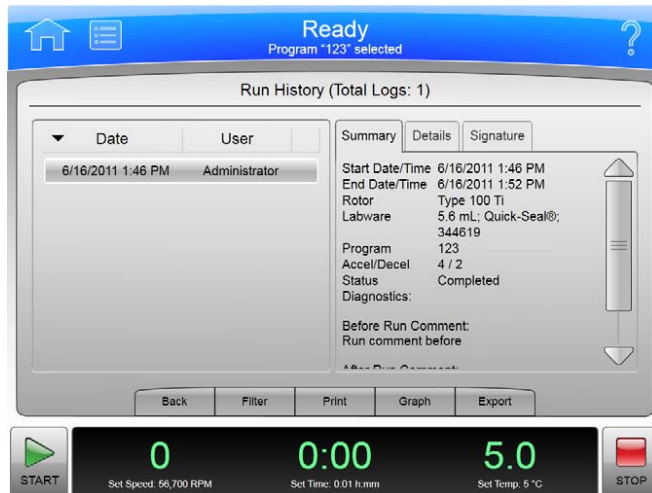 Ready
Program “123” selected
?
Run History (Total Logs: 1)
Date User
6/16/2011 1:46 PM Administrator
Summary Details Signature
Start Date/Time 6/16/2011 1:46 PM
End Date/Time 6/16/2011 1:52 PM
Rotor Type 100 Ti
Labware 5.6 mL; Quick-Seal®;
344619
Program 123
Accel/Decel 4 / 2
Status Completed
Diagnostics:
Before Run Comment:
Run comment before
After Run Comment:
Back Filter Print Graph Export
START
0
Set Speed: 56,700 RPM
0:00
Set Time: 0:01 h:mm
5.0
Set Temp: 5 °C
STOP